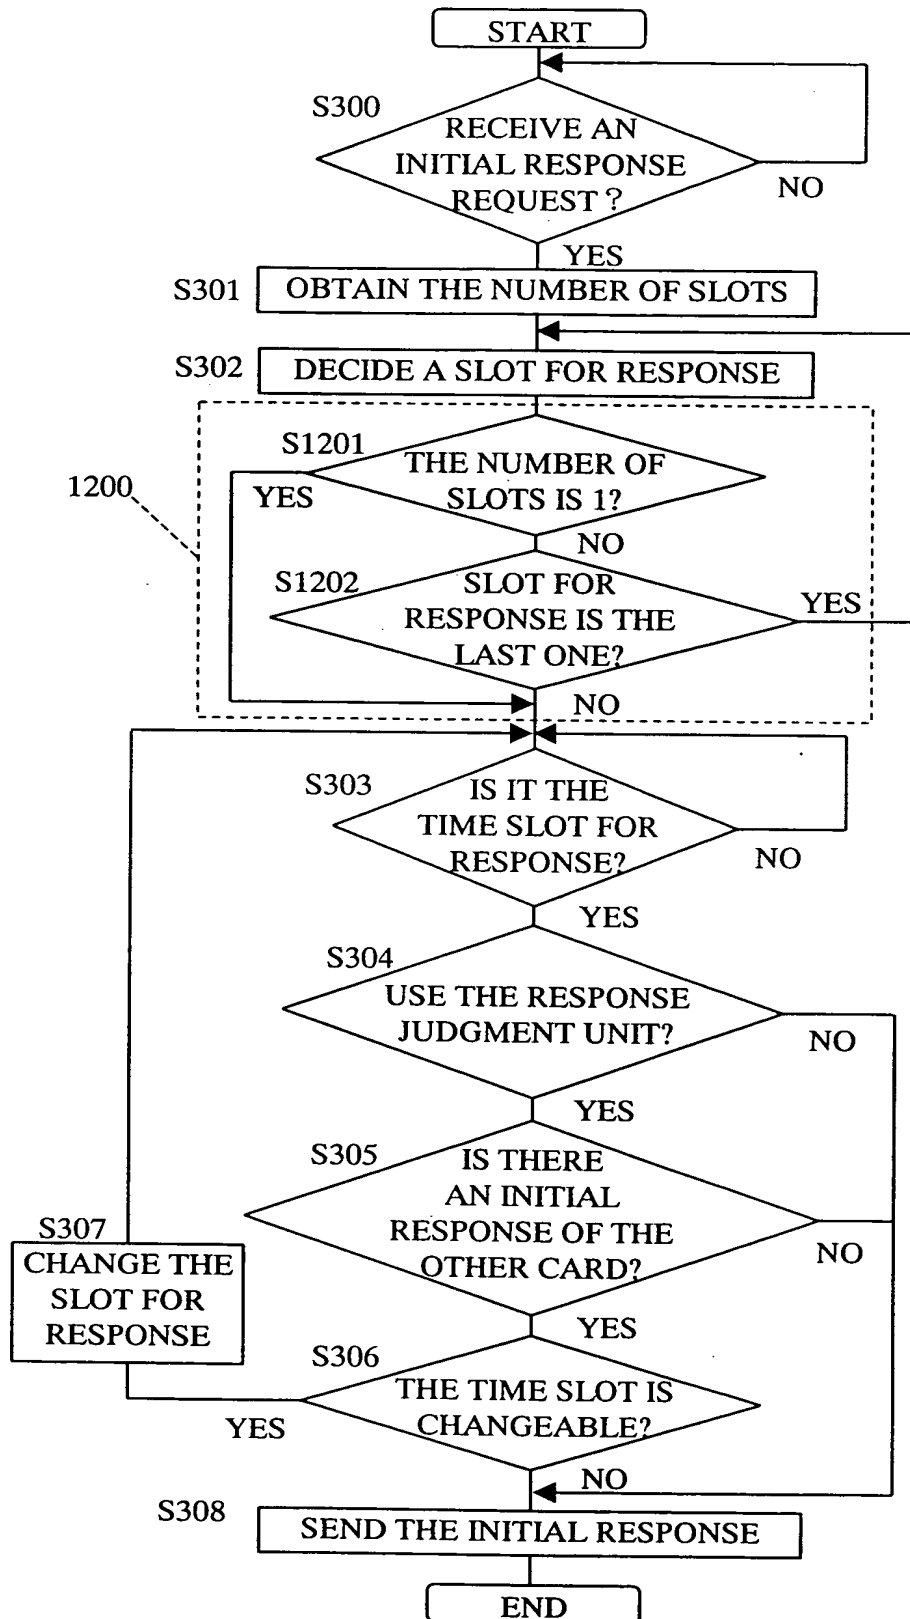 START
S300
RECEIVE AN
INITIAL RESPONSE
REQUEST ?
NO
YES
S301
OBTAIN THE NUMBER OF SLOTS
S302
DECIDE A SLOT FOR RESPONSE
S1201
THE NUMBER OF
SLOTS IS 1?
YES
1200
NO
S1202
SLOT FOR
RESPONSE IS THE
LAST ONE?
YES
NO
S303
IS IT THE
TIME SLOT FOR
RESPONSE?
NO
YES
S304
USE THE RESPONSE
JUDGMENT UNIT?
NO
YES
S305
IS THERE
AN INITIAL
RESPONSE OF THE
OTHER CARD?
NO
S307
CHANGE THE
SLOT FOR
RESPONSE
YES
S306
THE TIME SLOT IS
CHANGEABLE?
YES
NO
S308
SEND THE INITIAL RESPONSE
END